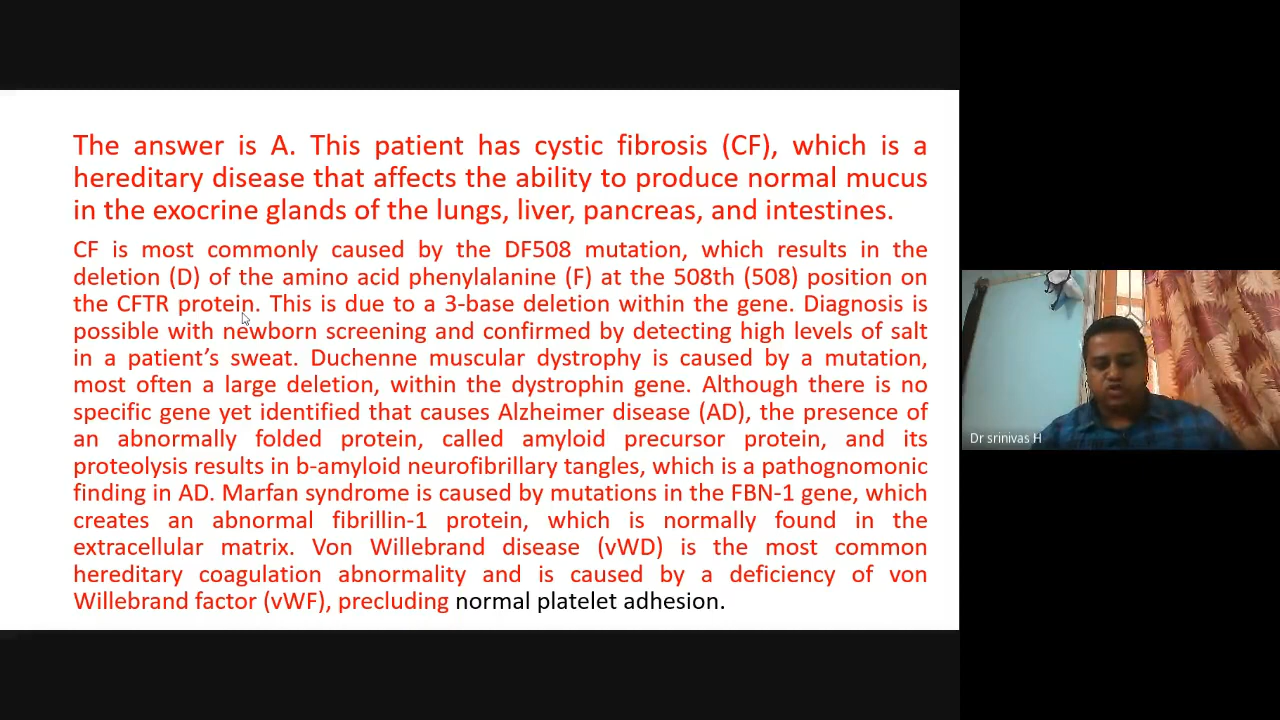 The answer is A. This patient has cystic fibrosis (CF), which is a
hereditary disease that affects the ability to produce normal mucus
in the exocrine glands of the lungs, liver, pancreas, and intestines.
CF is most commonly caused by the DF508 mutation, which results in the
deletion (D) of the amino acid phenylalanine (F) at the 508th (508) position on
the CFTR protein. This is due to a 3-base deletion within the gene. Diagnosis is
possible with newborn screening and confirmed by detecting high levels of salt
in a patient’s sweat. Duchenne muscular dystrophy is caused by a mutation,
most often a large deletion, within the dystrophin gene. Although there is no
specific gene yet identified that causes Alzheimer disease (AD), the presence of
an abnormally folded protein, called amyloid precursor protein, and its
proteolysis results in b-amyloid neurofibrillary tangles, which is a pathognomonic
finding in AD. Marfan syndrome is caused by mutations in the FBN-1 gene, which
creates an abnormal fibrillin-1 protein, which is normally found in the
extracellular matrix. Von Willebrand disease (vWD) is the most common
hereditary coagulation abnormality and is caused by a deficiency of von
Willebrand factor (vWF), precluding normal platelet adhesion.
Dr srinivas H